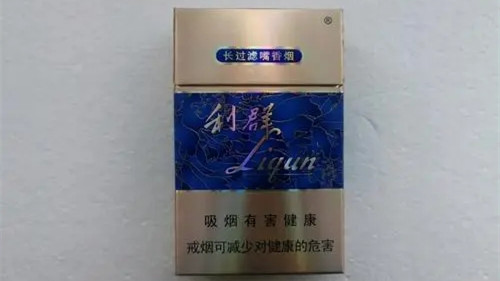 ®
长过滤嘴香烟
利群
Liqun
吸烟有害健康
戒烟可减少对健康的危害